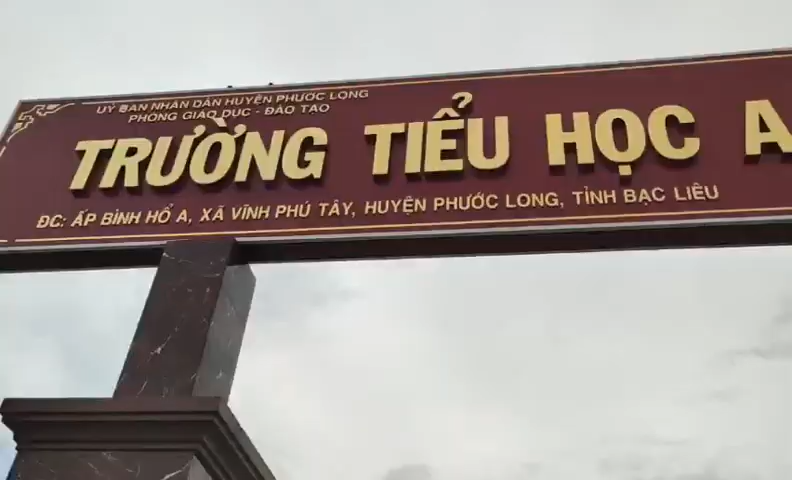 UỶ BAN NHÂN DÂN HUYỆN PHƯỚC LONG
PHÒNG GIÁO DỤC - ĐÀO TẠO
TRƯỜNG TIỂU HỌC A
ĐC: ẤP BÌNH HỔ A, XÃ VĨNH PHÚ TÂY, HUYỆN PHƯỚC LONG, TỈNH BẠC LIÊU